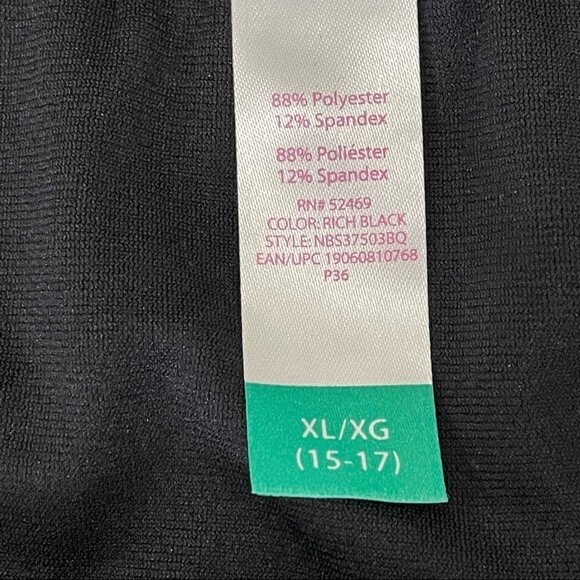 88% Polyester
12% Spandex
88% Poliéster
12% Spandex
RN# 52469
COLOR: RICH BLACK
STYLE: NBS37503BQ
EAN/UPC 19060810768
P36
XL/XG
(15-17)